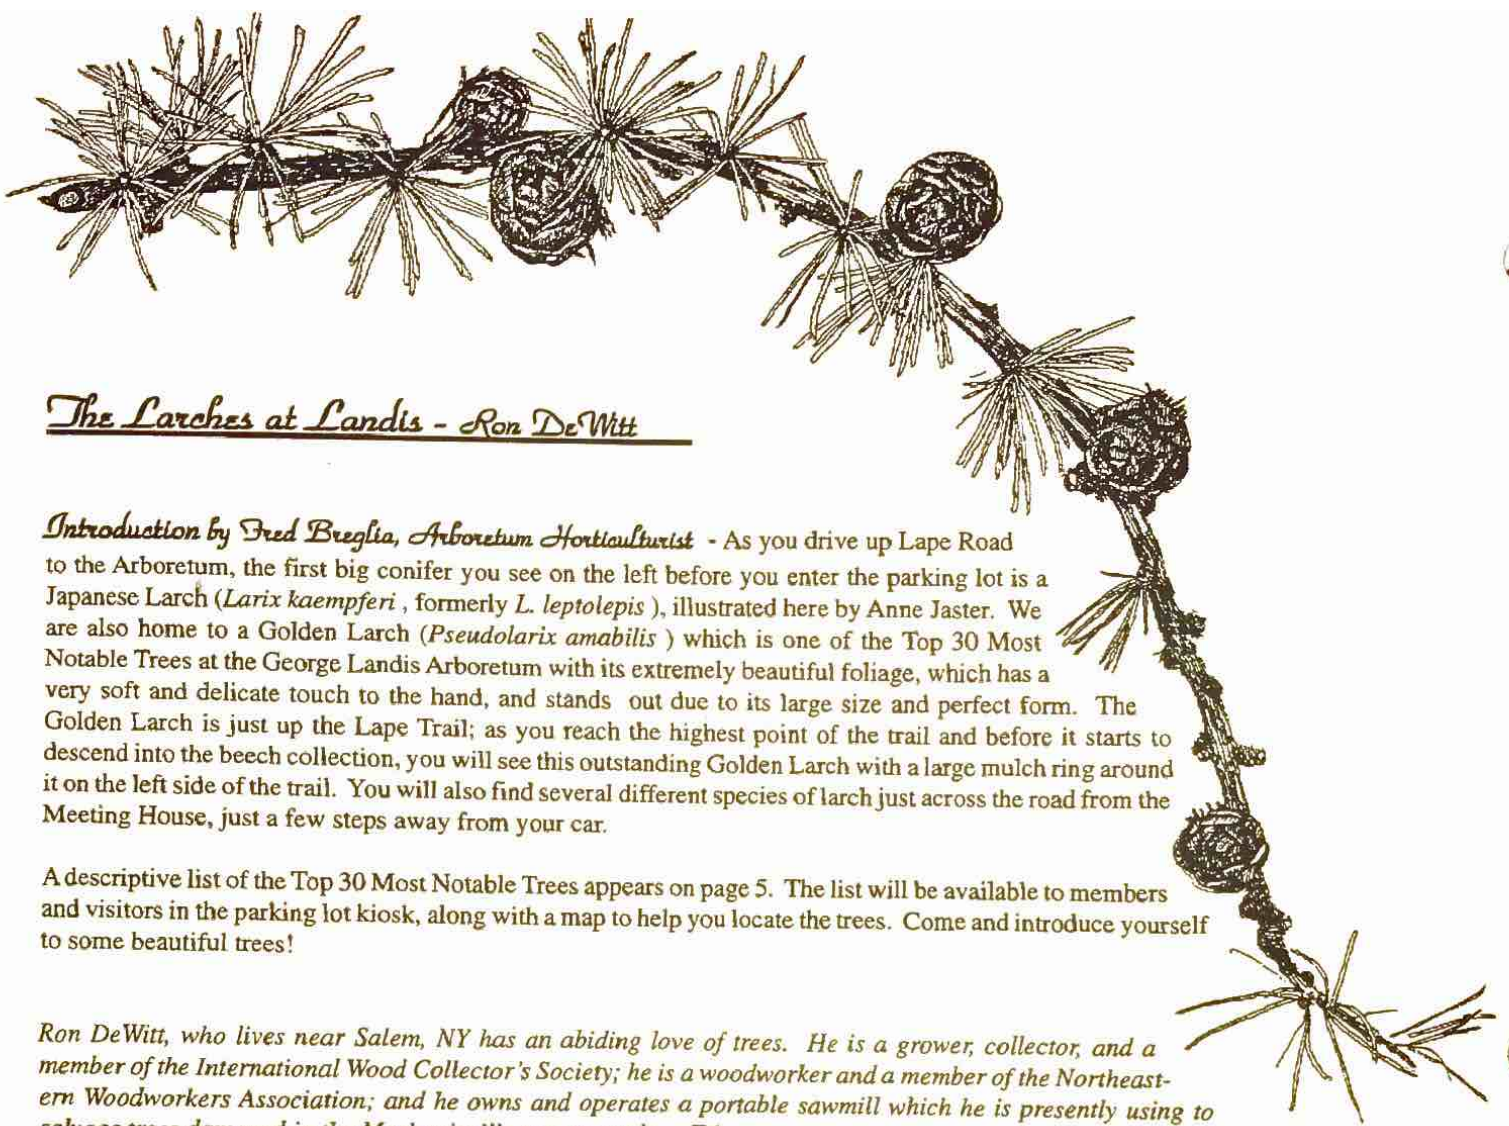 The Larches at Landis - Ron DeWitt
Introduction by Fred Breglia, Arboretum Horticulturist - As you drive up Lape Road
to the Arboretum, the first big conifer you see on the left before you enter the parking lot is a
Japanese Larch (Larix kaempferi , formerly L. leptolepis ), illustrated here by Anne Jaster. We
are also home to a Golden Larch (Pseudolarix amabilis ) which is one of the Top 30 Most
Notable Trees at the George Landis Arboretum with its extremely beautiful foliage, which has a
very soft and delicate touch to the hand, and stands out due to its large size and perfect form. The
Golden Larch is just up the Lape Trail; as you reach the highest point of the trail and before it starts to
descend into the beech collection, you will see this outstanding Golden Larch with a large mulch ring around
it on the left side of the trail. You will also find several different species of larch just across the road from the
Meeting House, just a few steps away from your car.
A descriptive list of the Top 30 Most Notable Trees appears on page 5. The list will be available to members
and visitors in the parking lot kiosk, along with a map to help you locate the trees. Come and introduce yourself
to some beautiful trees!
Ron DeWitt, who lives near Salem, NY has an abiding love of trees. He is a grower, collector, and a
member of the International Wood Collector's Society; he is a woodworker and a member of the Northeast-
ern Woodworkers Association; and he owns and operates a portable sawmill which he is presently using to